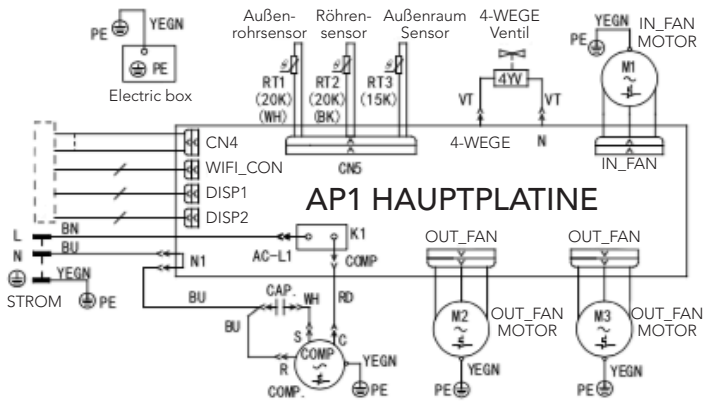 PE
YEGN
PE
Electric box
Außen-
rohrsensor
RT1
(20K)
(WH)
Röhren-
sensor
RT2
(20K)
(BK)
Außenraum
Sensor
RT3
(15K)
4-WEGE
Ventil
4YV
VT
VT
4-WEGE
N
YEGN
PE
IN_FAN
MOTOR
M1
~
IN_FAN
CN5
CN4
WIFI_CON
DISP1
DISP2
AP1 HAUPTPLATINE
L
BN
N
BU
YEGN
STROM
PE
N1
AC-L1
K1
COMP
BU
CAP.
WH
RD
BU
S
C
R
COMP
~
COMP.
YEGN
PE
OUT_FAN
M2
~
OUT_FAN
MOTOR
YEGN
PE
OUT_FAN
M3
~
OUT_FAN
MOTOR
YEGN
PE